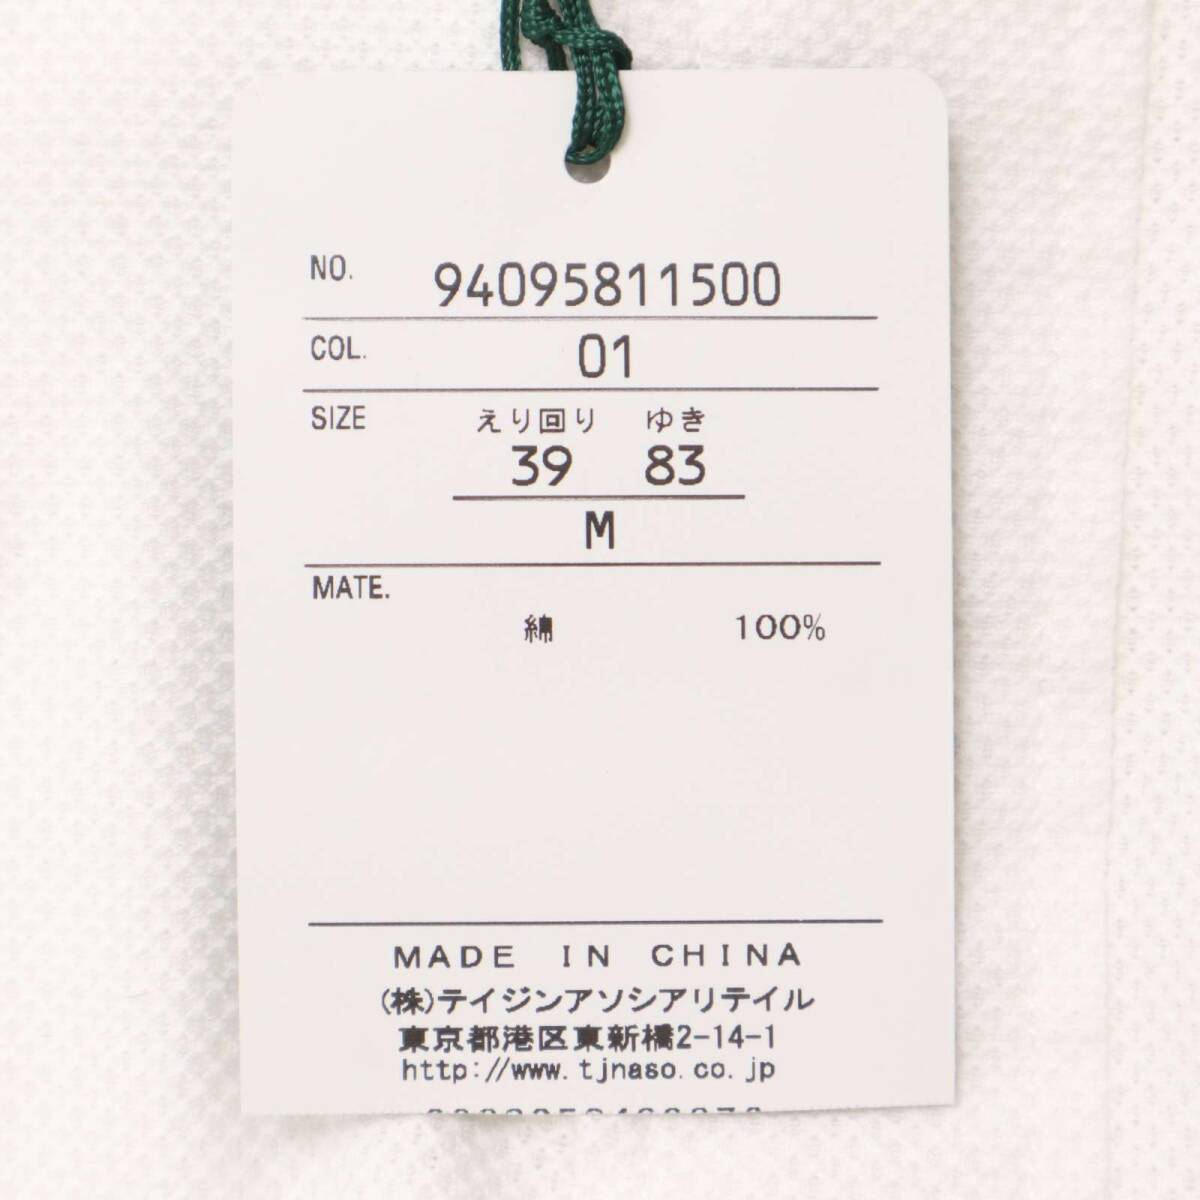 NO. 94095811500
COL. 01
SIZE えり回り ゆき
39 83
M
MATE.
綿 100%
MADE IN CHINA
(株)テイジンアソシアリテイル
東京都港区東新橋2-14-1
http://www.tjnaso.co.jp